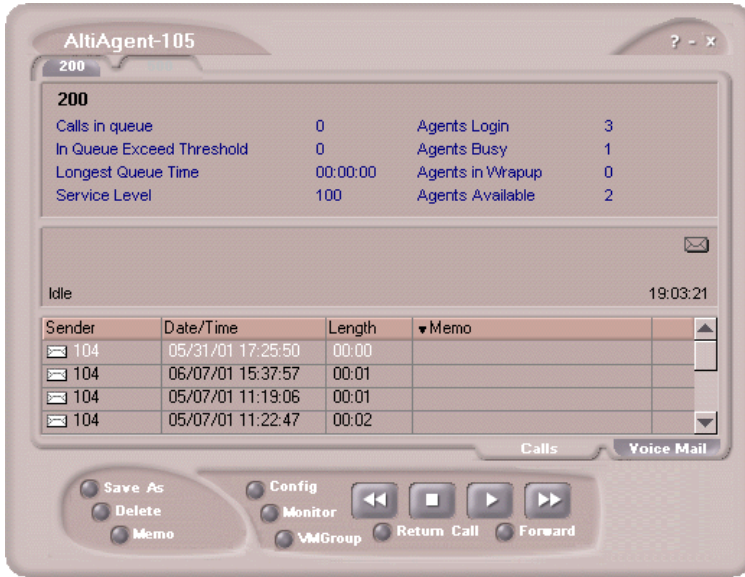 AltiAgent-105 ? - x
200
200
Calls in queue 0 Agents Login 3
In Queue Exceed Threshold 0 Agents Busy 1
Longest Queue Time 00:00:00 Agents in Wrapup 0
Service Level 100 Agents Available 2
Idle 19:03:21
Sender Date/Time Length ▾Memo
104 05/31/01 17:25:50 00:00
104 06/07/01 15:37:57 00:01
104 05/07/01 11:19:06 00:01
104 05/07/01 11:22:47 00:02
Calls Voice Mail
Save As Config
Delete Monitor
Memo VMGroup Return Call Forward